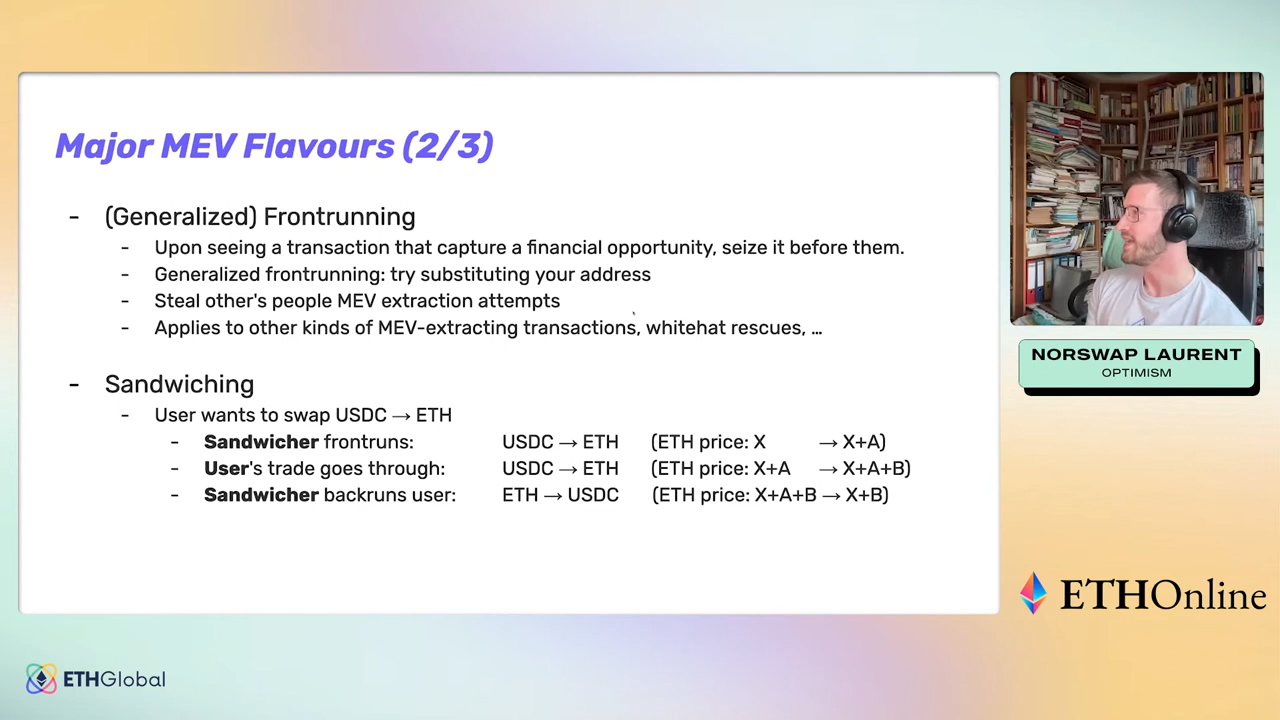 Major MEV Flavours (2/3)
- (Generalized) Frontrunning
- Upon seeing a transaction that capture a financial opportunity, seize it before them.
- Generalized frontrunning: try substituting your address
- Steal other's people MEV extraction attempts
- Applies to other kinds of MEV-extracting transactions, whitehat rescues, …
- Sandwiching
- User wants to swap USDC → ETH
- Sandwicher frontruns: USDC → ETH (ETH price: X → X+A)
- User's trade goes through: USDC → ETH (ETH price: X+A → X+A+B)
- Sandwicher backruns user: ETH → USDC (ETH price: X+A+B → X+B)
NORSWAP LAURENT
OPTIMISM
ETHOnline
ETHGlobal